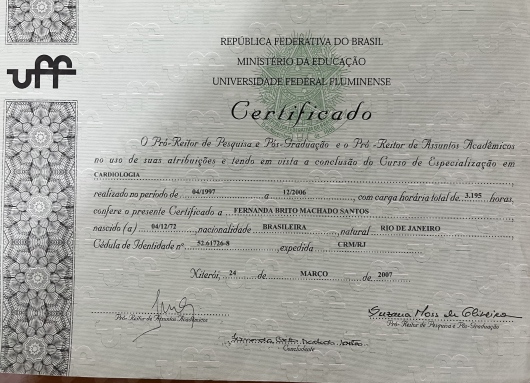 uff
REPÚBLICA FEDERATIVA DO BRASIL
MINISTÉRIO DA EDUCAÇÃO
UNIVERSIDADE FEDERAL FLUMINENSE
Certificado
O Pró-Reitor de Pesquisa e Pós-Graduação e o Pró-Reitor de Assuntos Acadêmicos
no uso de suas atribuições e tendo em vista a conclusão do Curso de Especialização em
CARDIOLOGIA
realizado no período de 04/1997 a 12/2006, com carga horária total de 3.195 horas,
confere o presente Certificado a FERNANDA BRITO MACHADO SANTOS
nascido (a) 04/12/72, nacionalidade BRASILEIRA, natural RIO DE JANEIRO
Cédula de Identidade nº 52.61726-8, expedida CRM/RJ
Niterói, 24 de MARCO de 2007
Pró-Reitor de Assuntos Acadêmicos
Pró-Reitor de Pesquisa e Pós-Graduação
Fernanda Brito Machado Santos